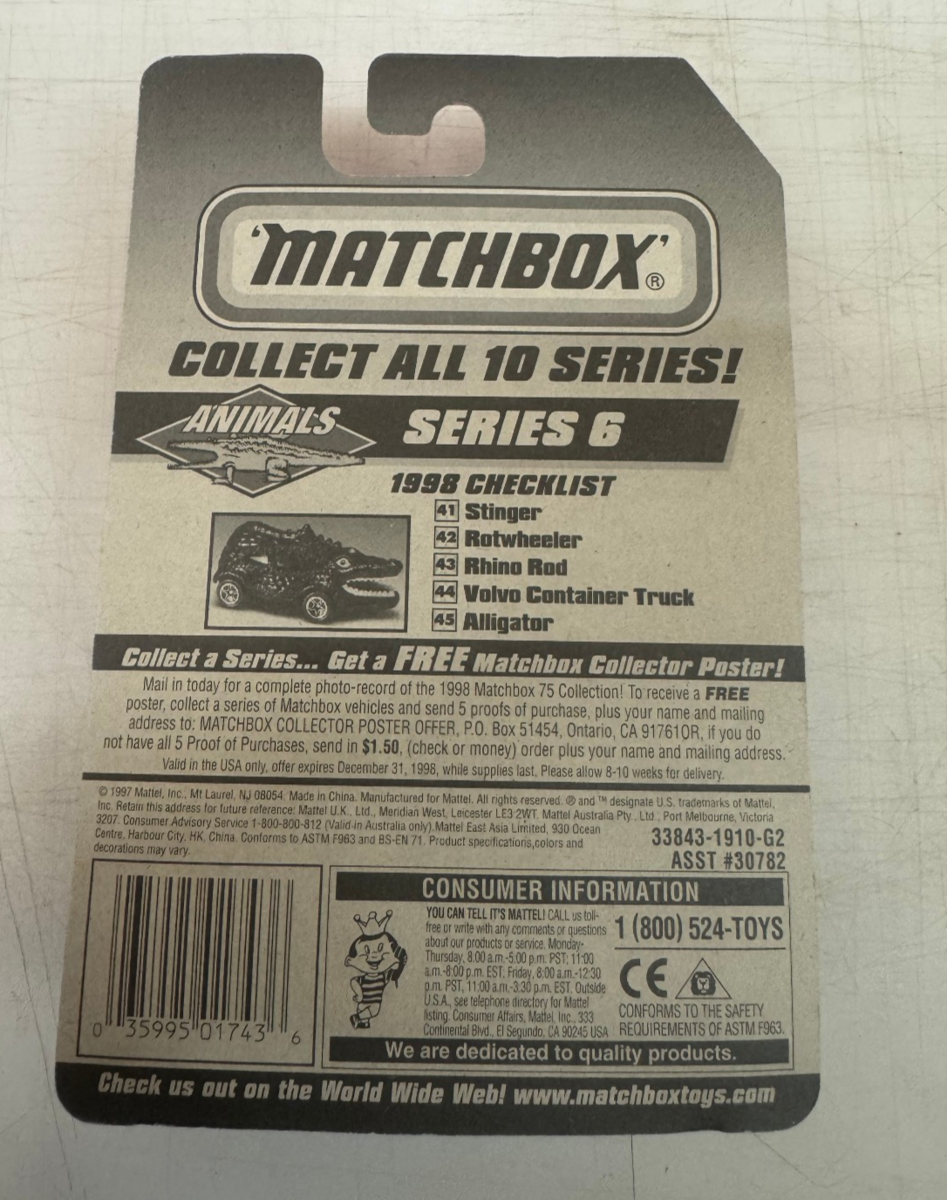 'MATCHBOX'®
COLLECT ALL 10 SERIES!
ANIMALS
SERIES 6
1998 CHECKLIST
41 Stinger
42 Rotwheeler
43 Rhino Rod
44 Volvo Container Truck
45 Alligator
Collect a Series... Get a FREE Matchbox Collector Poster!
Mail in today for a complete photo-record of the 1998 Matchbox 75 Collection! To receive a FREE
poster, collect a series of Matchbox vehicles and send 5 proofs of purchase, plus your name and mailing
address to: MATCHBOX COLLECTOR POSTER OFFER, P.O. Box 51454, Ontario, CA 91761OR, if you do
not have all 5 Proof of Purchases, send in $1.50, (check or money) order plus your name and mailing address.
Valid in the USA only, offer expires December 31, 1998, while supplies last. Please allow 8-10 weeks for delivery.
© 1997 Mattel, Inc., Mt Laurel, NJ 08054. Made in China. Manufactured for Mattel. All rights reserved. ® and ™ designate U.S. trademarks of Mattel,
Inc. Retain this address for future reference: Mattel U.K., Ltd., Meridian West, Leicester LE3 2WT. Mattel Australia Pty., Ltd., Port Melbourne, Victoria
3207. Consumer Advisory Service 1-800-800-812 (Valid in Australia only). Mattel East Asia Limited, 930 Ocean
Centre, Harbour City, HK, China. Conforms to ASTM F963 and BS-EN 71. Product specifications,colors and
decorations may vary.
33843-1910-G2
ASST #30782
CONSUMER INFORMATION
YOU CAN TELL IT'S MATTEL! CALL us toll-
free or write with any comments or questions
about our products or service. Monday-
Thursday, 8:00 a.m.-5:00 p.m. PST; 11:00
a.m.-8:00 p.m. EST, Friday, 8:00 a.m.-12:30
p.m. PST, 11:00 a.m.-3:30 p.m. EST. Outside
U.S.A., see telephone directory for Mattel
listing. Consumer Affairs, Mattel, Inc., 333
Continental Blvd., El Segundo, CA 90245 USA
1 (800) 524-TOYS
CE
CONFORMS TO THE SAFETY
REQUIREMENTS OF ASTM F963.
We are dedicated to quality products.
0 35995 01743 6
Check us out on the World Wide Web! www.matchboxtoys.com